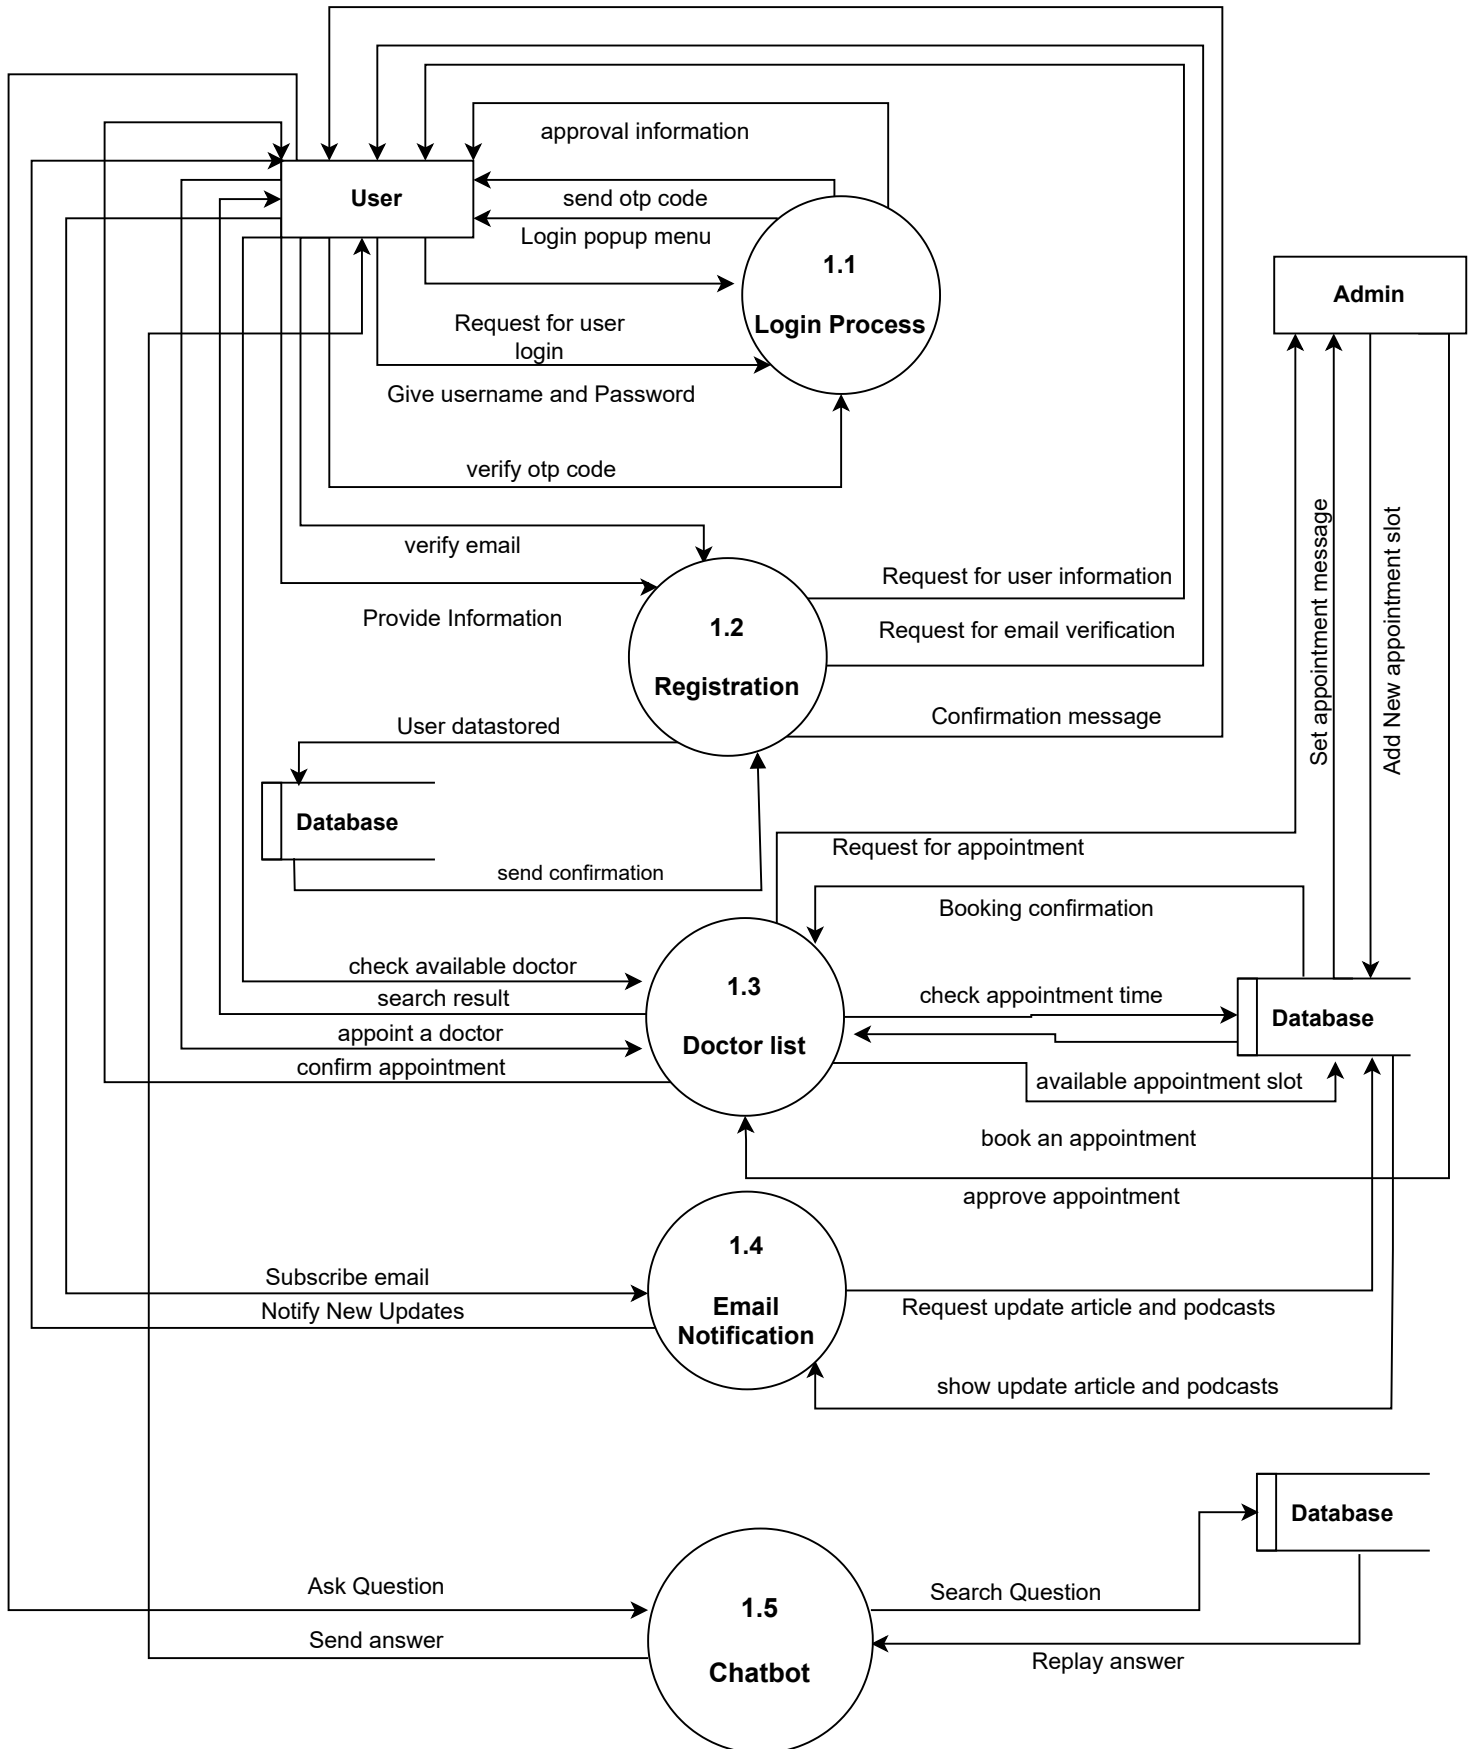 approval information
User
send otp code
Login popup menu
1.1
Login Process
Admin
Request for user
login
Give username and Password
verify otp code
verify email
Provide Information
Request for user information
Request for email verification
Set appointment message
Add New appointment slot
1.2
Registration
User datastored
Confirmation message
Database
send confirmation
Request for appointment
Booking confirmation
check available doctor
search result
appoint a doctor
confirm appointment
1.3
Doctor list
check appointment time
Database
available appointment slot
book an appointment
approve appointment
1.4
Email
Notification
Subscribe email
Notify New Updates
Request update article and podcasts
show update article and podcasts
Database
Ask Question
Send answer
1.5
Chatbot
Search Question
Replay answer